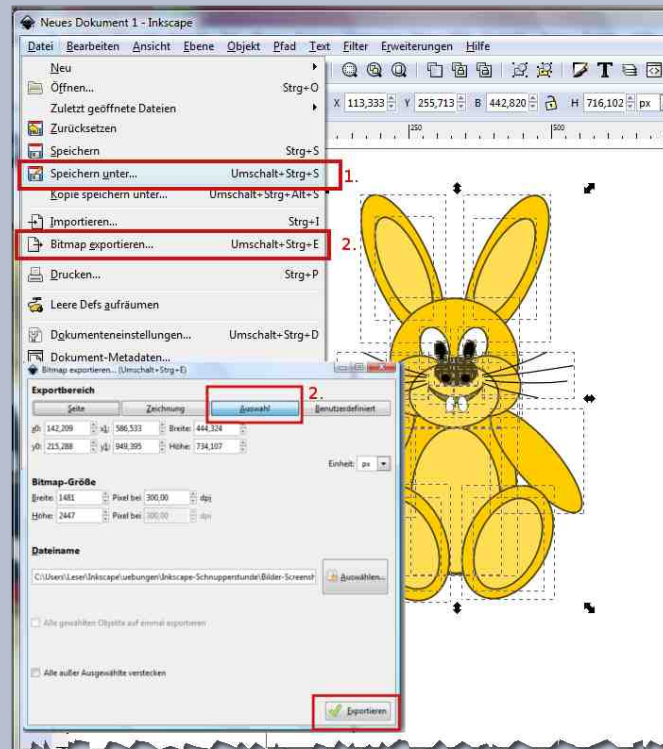 Neues Dokument 1 - Inkscape
Datei Bearbeiten Ansicht Ebene Objekt Pfad Text Filter Erweiterungen Hilfe
Neu
Öffnen... Strg+O
Zuletzt geöffnete Dateien
X 113,333 Y 255,713 B 442,820 H 716,102 px
Zurücksetzen
250 500
Speichern Strg+S
Speichern unter... Umschalt+Strg+S 1.
Kopie speichern unter... Umschalt+Strg+Alt+S
Importieren... Strg+I
Bitmap exportieren... Umschalt+Strg+E 2.
Drucken... Strg+P
Leere Defs aufräumen
Dokumenteneinstellungen... Umschalt+Strg+D
Dokument-Metadaten...
Bitmap exportieren... (Umschalt+Strg+E)
Exportbereich 2.
Seite Zeichnung Auswahl Benutzerdefiniert
x0: 142,209 x1: 586,533 Breite: 444,324
y0: 215,288 y1: 949,395 Höhe: 734,107
Einheit: px
Bitmap-Größe
Breite: 1481 Pixel bei 300,00 dpi
Höhe: 2447 Pixel bei 300,00 dpi
Dateiname
C:\Users\Leser\Inkscape\uebungen\Inkscape-Schnupperstunde\Bilder-Screensh
Auswählen...
Alle gewählten Objekte auf einmal exportieren
Alle außer Ausgewählte verstecken
Exportieren